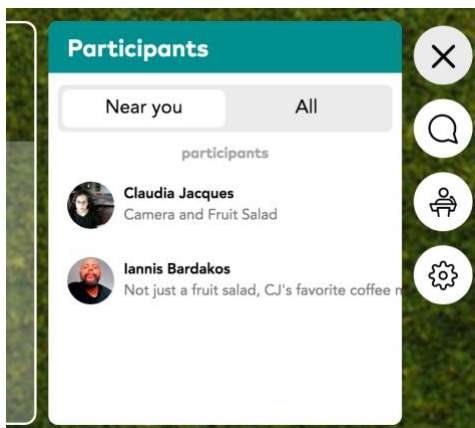 Participants
Near you
All
participants
Claudia Jacques
Camera and Fruit Salad
Iannis Bardakos
Not just a fruit salad, CJ's favorite coffee